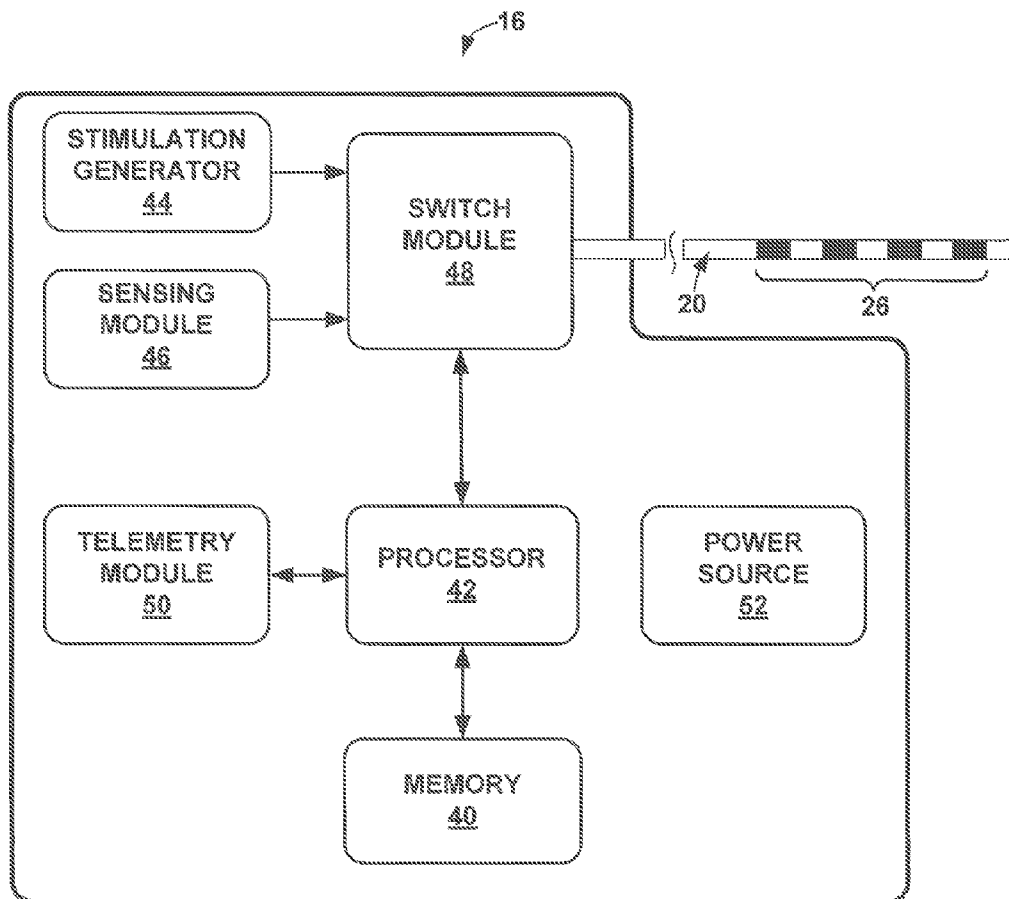 16
STIMULATION
GENERATOR
44
SWITCH
MODULE
48
SENSING
MODULE
46
20
26
TELEMETRY
MODULE
50
PROCESSOR
42
POWER
SOURCE
52
MEMORY
40